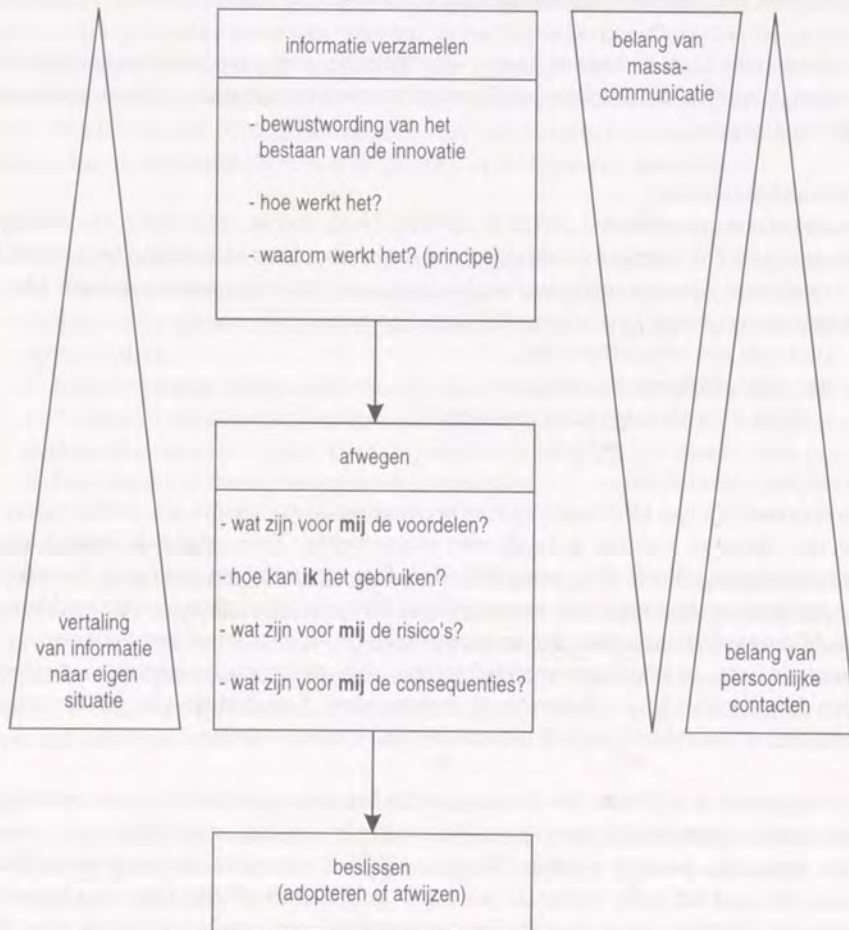 informatie verzamelen
- bewustwording van het
bestaan van de innovatie
- hoe werkt het?
- waarom werkt het? (principe)
belang van
massa-
communicatie
afwegen
- wat zijn voor mij de voordelen?
- hoe kan ik het gebruiken?
- wat zijn voor mij de risico's?
- wat zijn voor mij de consequenties?
vertaling
van informatie
naar eigen
situatie
belang van
persoonlijke
contacten
beslissen
(adopteren of afwijzen)